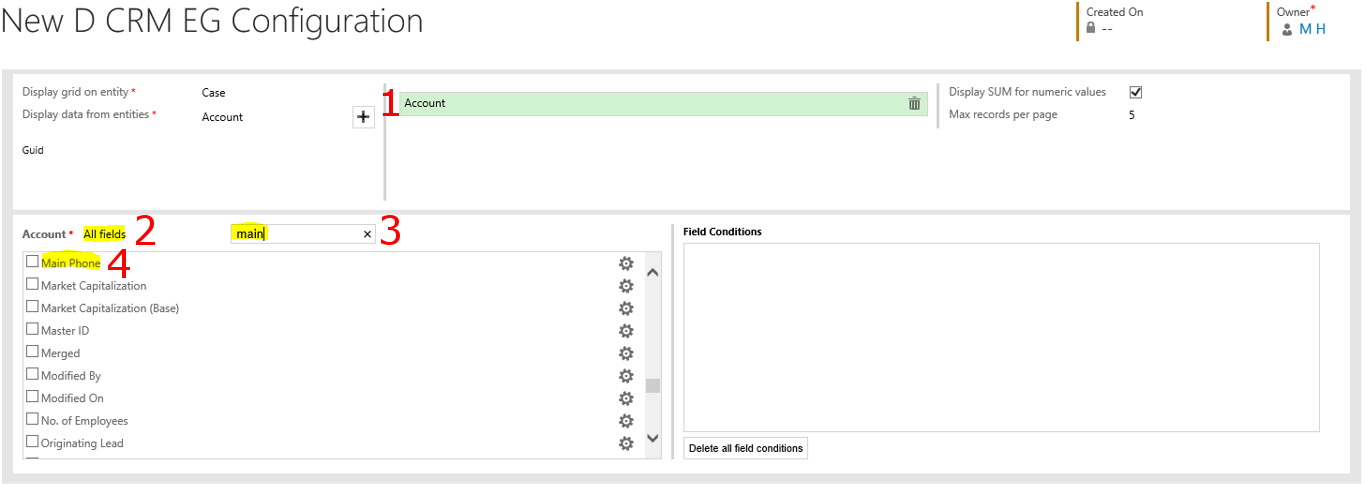 New D CRM EG Configuration
Created On
--
Owner*
M H
Display grid on entity * Case
Display data from entities * Account
+
Guid
1
Account
Display SUM for numeric values
Max records per page 5
Account * All fields 2
main × 3
Main Phone 4
Market Capitalization
Market Capitalization (Base)
Master ID
Merged
Modified By
Modified On
No. of Employees
Originating Lead
Field Conditions
Delete all field conditions